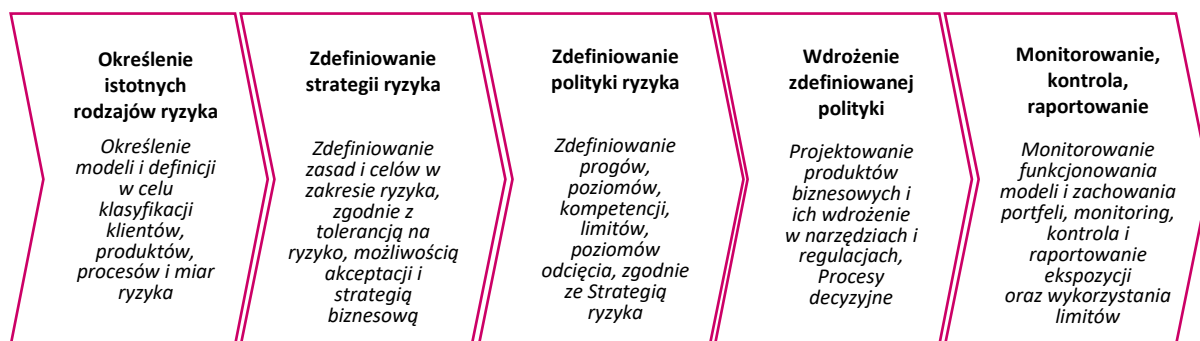 Określenie
istotnych
rodzajów ryzyka
Określenie
modeli i definicji
w celu
klasyfikacji
klientów,
produktów,
procesów i miar
ryzyka
Zdefiniowanie
strategii ryzyka
Zdefiniowanie
zasad i celów w
zakresie ryzyka,
zgodnie z
tolerancją na
ryzyko, możliwością
akceptacji i
strategią
biznesową
Zdefiniowanie
polityki ryzyka
Zdefiniowanie
progów,
poziomów,
kompetencji,
limitów,
poziomów
odcięcia, zgodnie
ze Strategią
ryzyka
Wdrożenie
zdefiniowanej
polityki
Projektowanie
produktów
biznesowych i
ich wdrożenie
w narzędziach i
regulacjach,
Procesy
decyzyjne
Monitorowanie,
kontrola,
raportowanie
Monitorowanie
funkcjonowania
modeli i zachowania
portfeli, monitoring,
kontrola i
raportowanie
ekspozycji
oraz wykorzystania
limitów